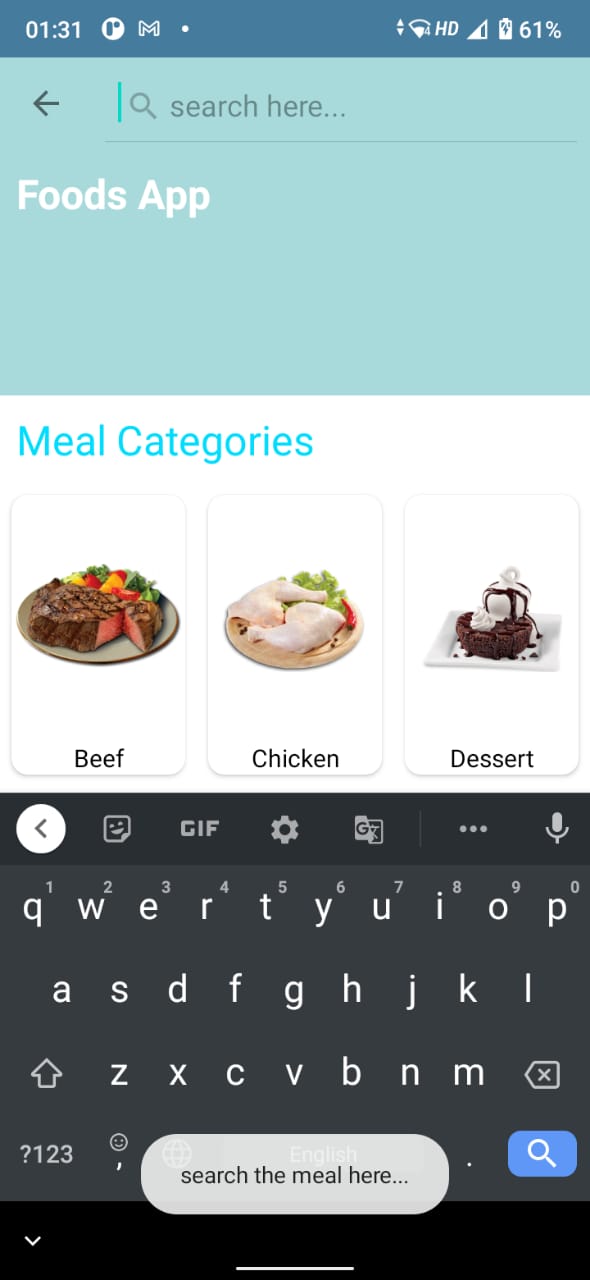 01:31 4 HD 61%
search here...
Foods App
Meal Categories
Beef Chicken Dessert
GIF
1 2 3 4 5 6 7 8 9 0
q w e r t y u i o p
a s d f g h j k l
z x c v b n m
?123 , English .
search the meal here...